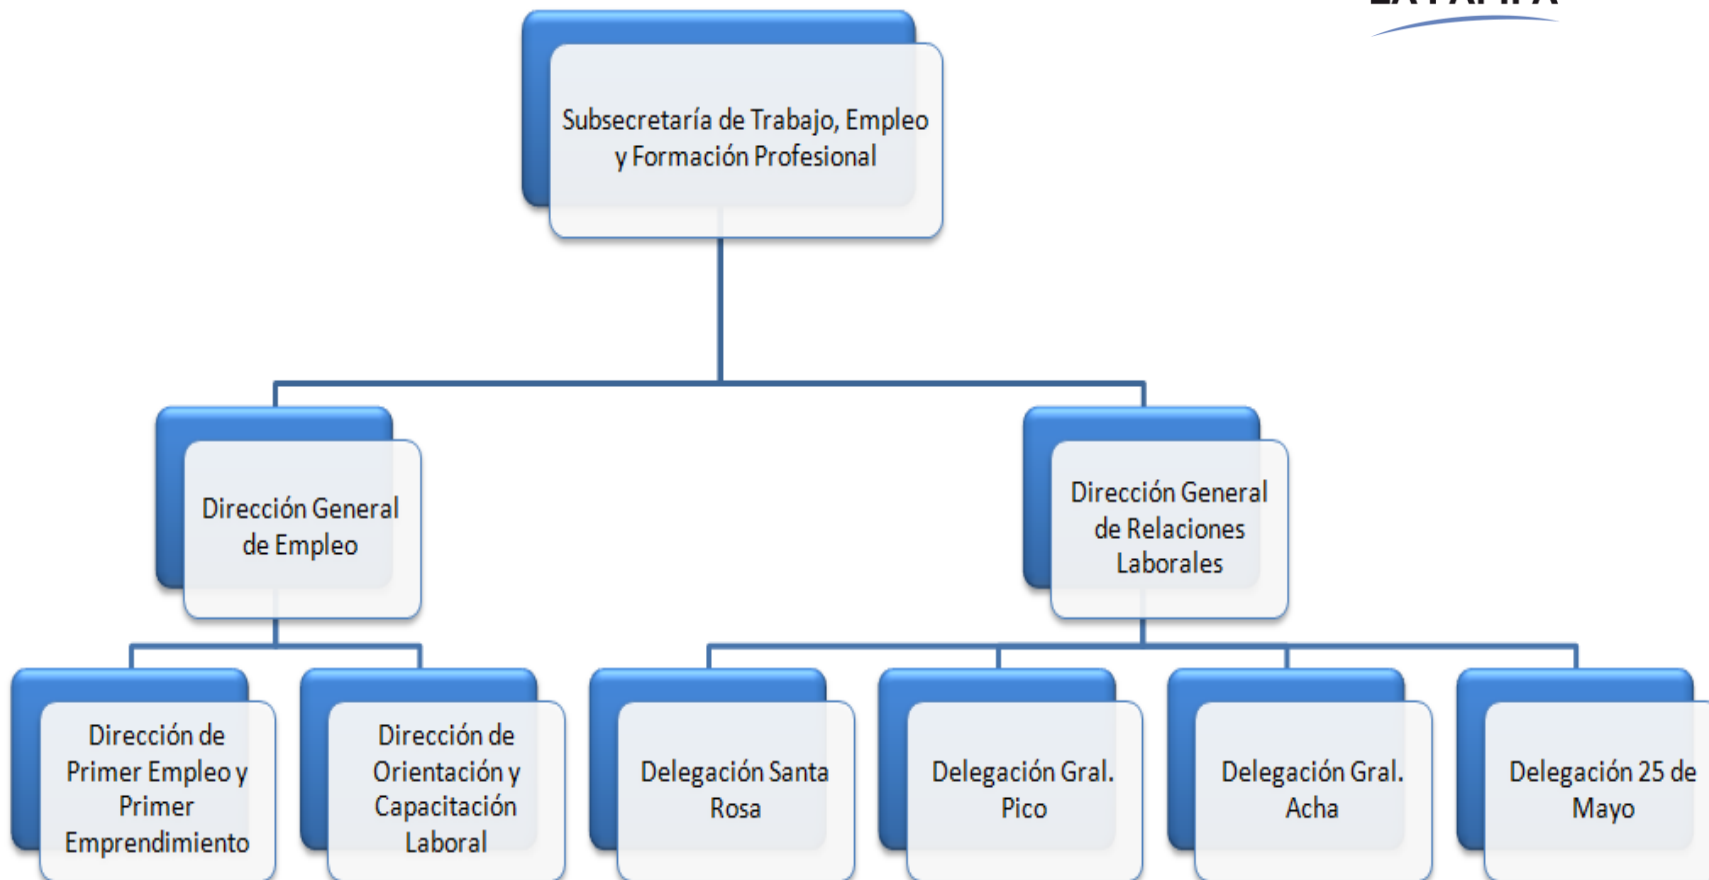 Subsecretaría de Trabajo, Empleo
y Formación Profesional
Dirección General
de Empleo
Dirección General
de Relaciones
Laborales
Dirección de
Primer Empleo y
Primer
Emprendimiento
Dirección de
Orientación y
Capacitación
Laboral
Delegación Santa
Rosa
Delegación Gral.
Pico
Delegación Gral.
Acha
Delegación 25 de
Mayo